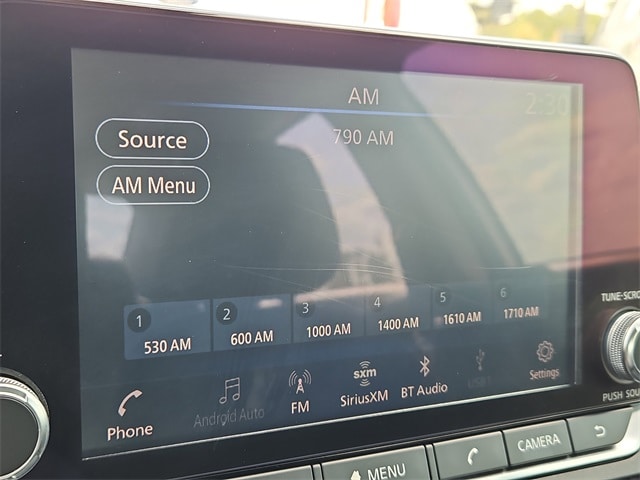 AM
2:30
Source
790 AM
AM Menu
1 2 3 4 5 6
530 AM 600 AM 1000 AM 1400 AM 1610 AM 1710 AM
Phone Android Auto FM SiriusXM BT Audio Settings
sxm
TUNE-SCRO
PUSH SOU
MENU CAMERA